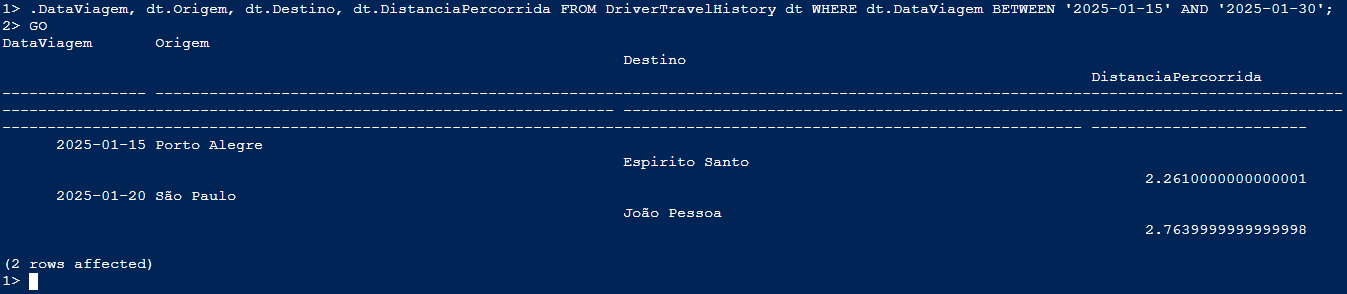 1> .DataViagem, dt.Origem, dt.Destino, dt.DistanciaPercorrida FROM DriverTravelHistory dt WHERE dt.DataViagem BETWEEN '2025-01-15' AND '2025-01-30';
2> GO
DataViagem Origem
Destino
DistanciaPercorrida
---------------- ------------------------------------------------------------------------------------------------------------------------------------
-------------------------------------------------------------------- --------------------------------------------------------------------------------
------------------------------------------------------------------------------------------------------------------------ ------------------------
2025-01-15 Porto Alegre
Espirito Santo
2.2610000000000001
2025-01-20 São Paulo
João Pessoa
2.7639999999999998
(2 rows affected)
1>